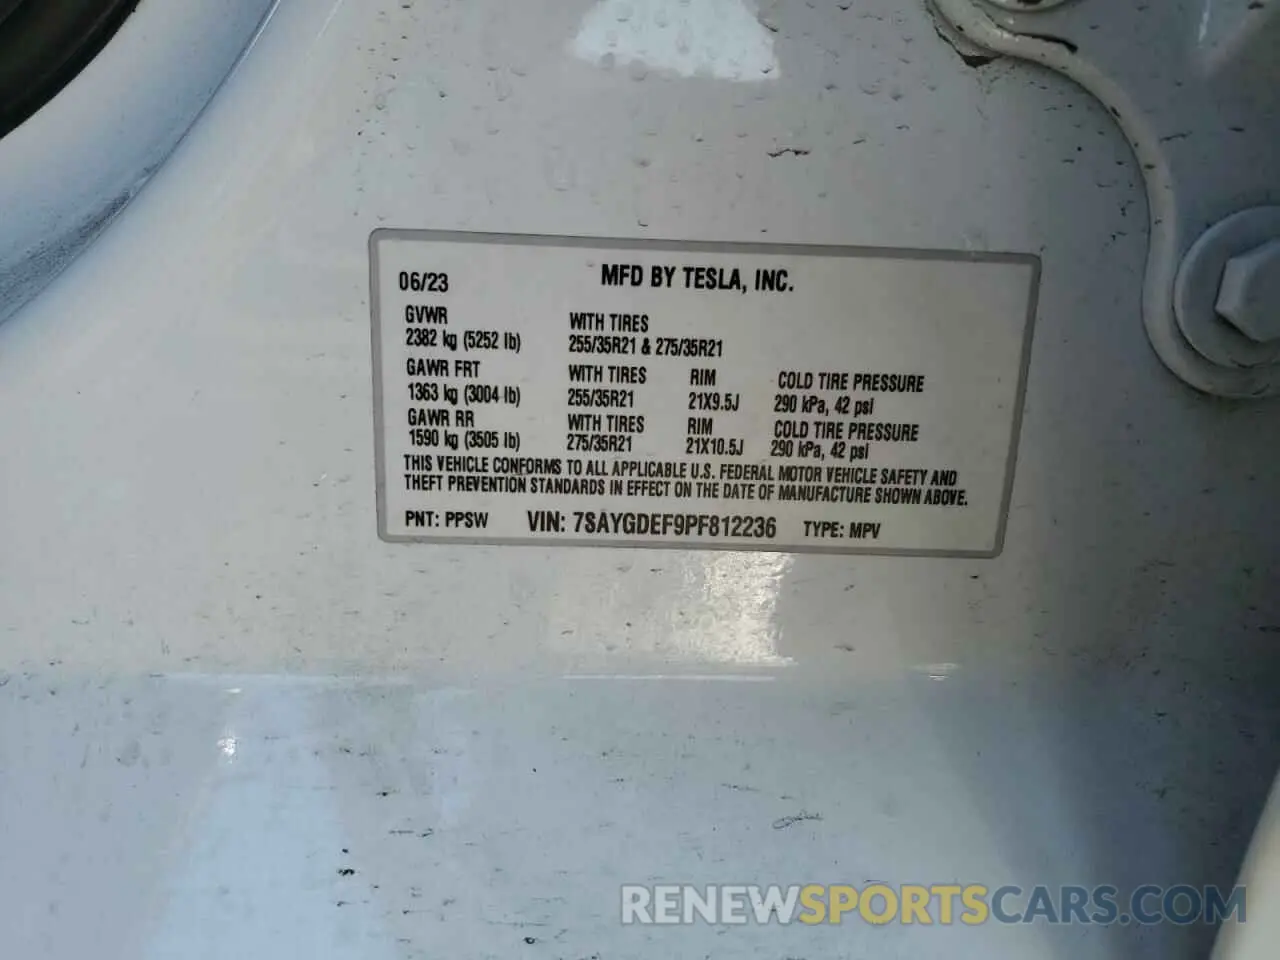 06/23 MFD BY TESLA, INC.
GVWR WITH TIRES
2382 kg (5252 lb) 255/35R21 & 275/35R21
GAWR FRT WITH TIRES RIM COLD TIRE PRESSURE
1363 kg (3004 lb) 255/35R21 21X9.5J 290 kPa, 42 psi
GAWR RR WITH TIRES RIM COLD TIRE PRESSURE
1590 kg (3505 lb) 275/35R21 21X10.5J 290 kPa, 42 psi
THIS VEHICLE CONFORMS TO ALL APPLICABLE U.S. FEDERAL MOTOR VEHICLE SAFETY AND
THEFT PREVENTION STANDARDS IN EFFECT ON THE DATE OF MANUFACTURE SHOWN ABOVE.
PNT: PPSW VIN: 7SAYGDEF9PF812236 TYPE: MPV
RENEWSPORTSCARS.COM